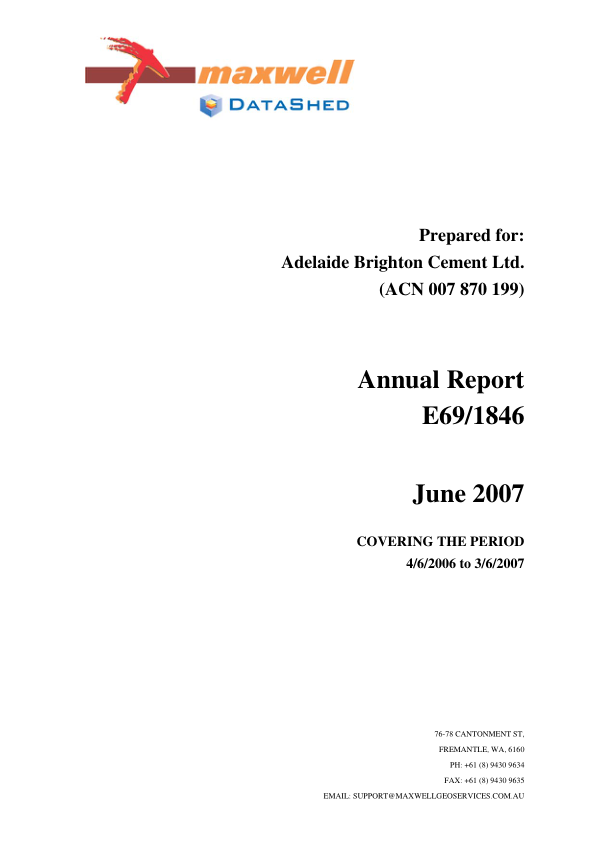 maxwell
DATASHED
Prepared for:
Adelaide Brighton Cement Ltd.
(ACN 007 870 199)
Annual Report
E69/1846
June 2007
COVERING THE PERIOD
4/6/2006 to 3/6/2007
76-78 CANTONMENT ST,
FREMANTLE, WA, 6160
PH: +61 (8) 9430 9634
FAX: +61 (8) 9430 9635
EMAIL: SUPPORT@MAXWELLGEOSERVICES.COM.AU